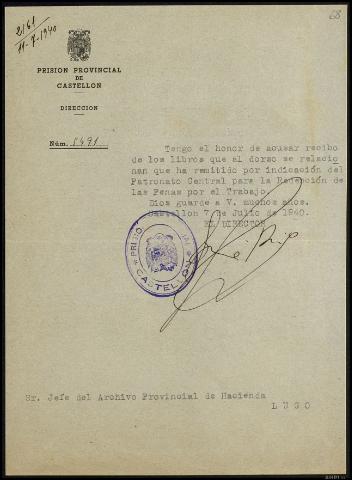 2161
11-7-1940
68
PRISION PROVINCIAL
DE
CASTELLON
DIRECCION
Núm. 5491
Tengo el honor de acusar recibo
de los libros que al dorso se relacio
nan que ha remitido por indicación del
Patronato Central para la Redención de
las Penas por el Trabajo.
Dios guarde a V. muchos años.
Castellon 7 de Julio de 1940.
EL DIRECTOR
PRISION
CASTELLON
Sr. Jefe del Archivo Provincial de Hacienda
L U G O